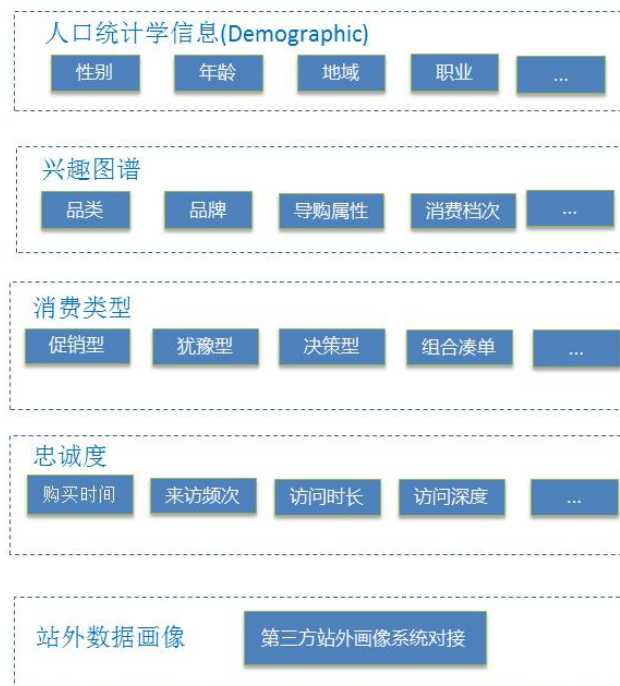 人口统计学信息(Demographic)
性别 年龄 地域 职业 ...
兴趣图谱
品类 品牌 导购属性 消费档次 ...
消费类型
促销型 犹豫型 决策型 组合凑单 ...
忠诚度
购买时间 来访频次 访问时长 访问深度 ...
站外数据画像 第三方站外画像系统对接